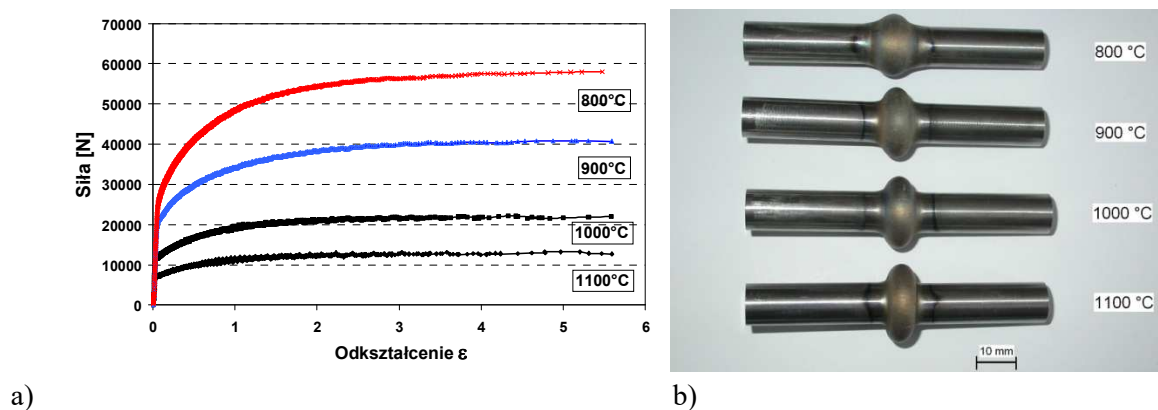 70000
60000
50000
40000
30000
20000
10000
0
Siła [N]
800°C
900°C
1000°C
1100°C
0 1 2 3 4 5 6
Odkształcenie ε
a)
800 °C
900 °C
1000 °C
1100 °C
10 mm
b)